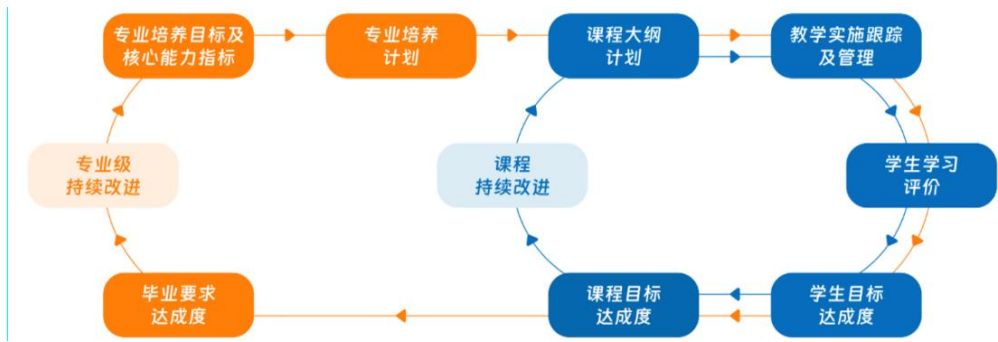 专业培养目标及
核心能力指标
专业培养
计划
课程大纲
计划
教学实施跟踪
及管理
专业级
持续改进
课程
持续改进
学生学习
评价
毕业要求
达成度
课程目标
达成度
学生目标
达成度